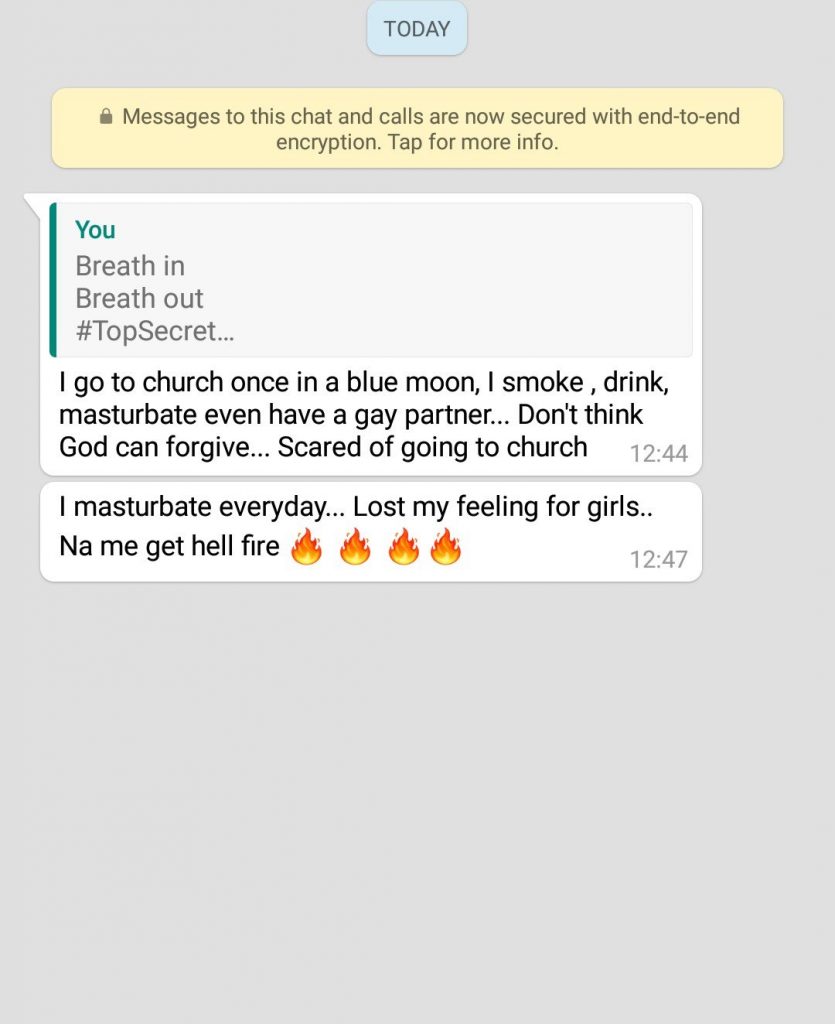 TODAY
Messages to this chat and calls are now secured with end-to-end
encryption. Tap for more info.
You
Breath in
Breath out
#TopSecret...
I go to church once in a blue moon, I smoke , drink,
masturbate even have a gay partner... Don't think
God can forgive... Scared of going to church
12:44
I masturbate everyday... Lost my feeling for girls..
Na me get hell fire 🔥 🔥 🔥 🔥
12:47